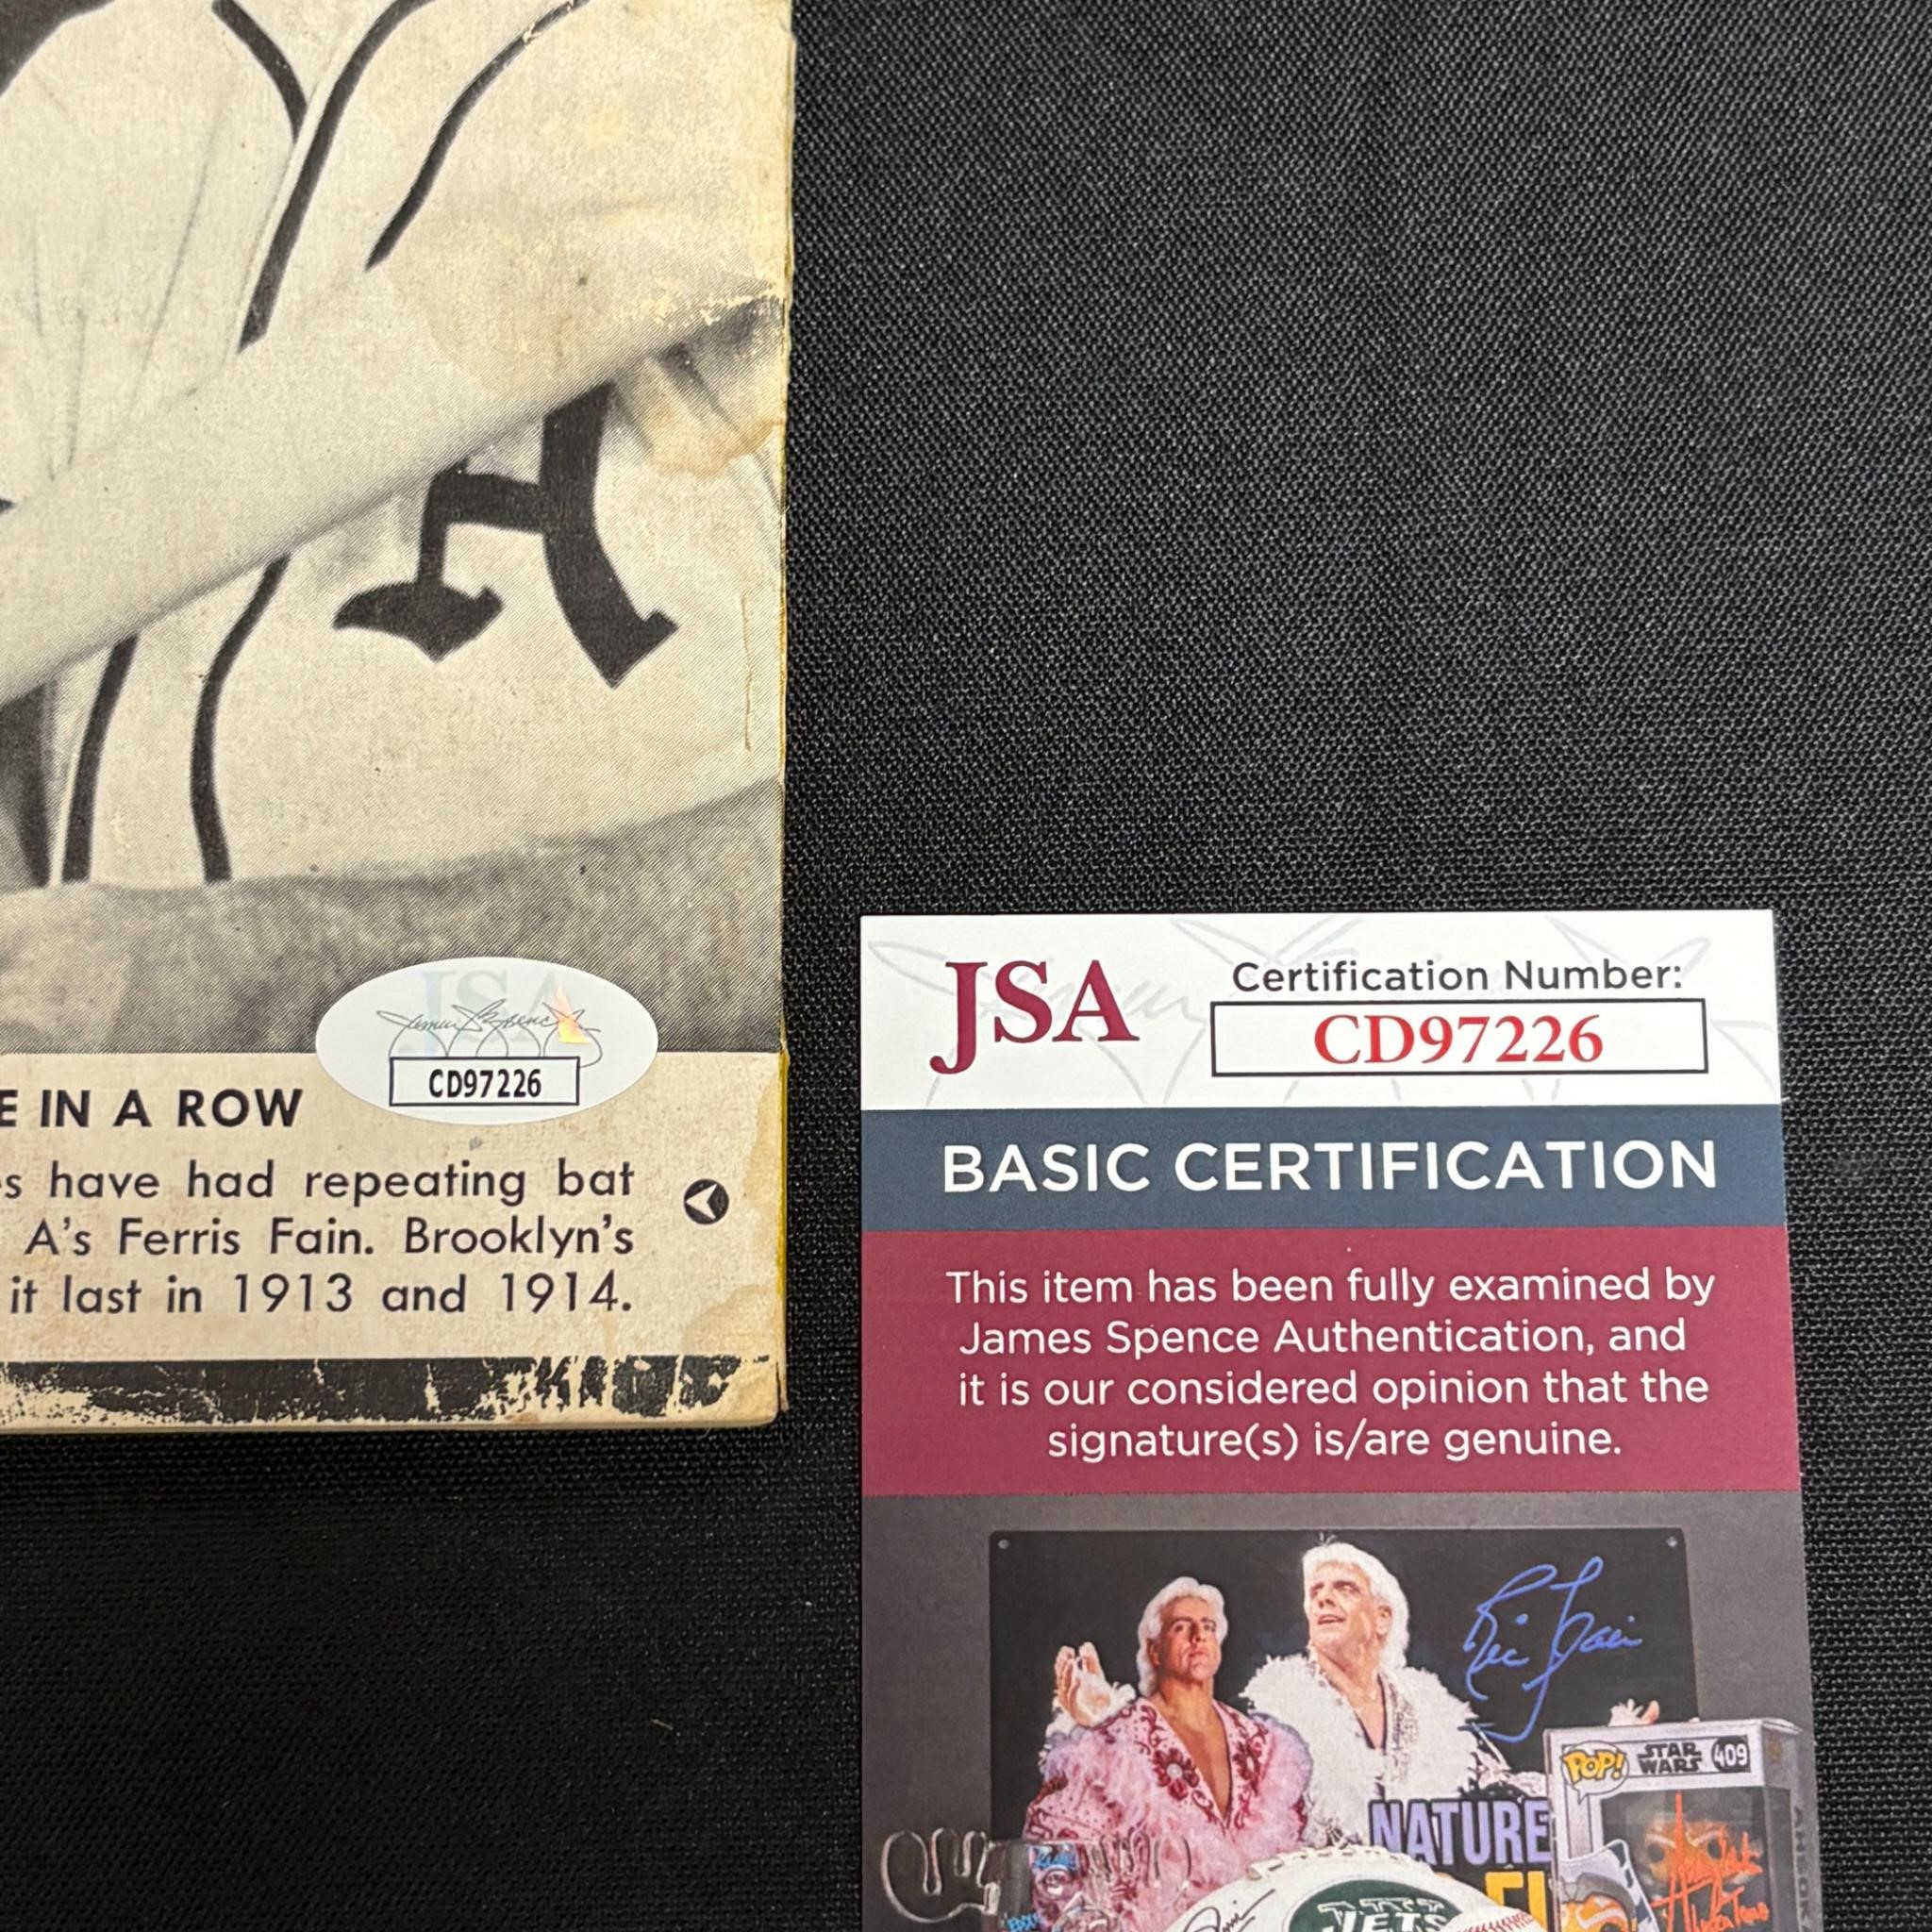 A
JSA
CD97226
E IN A ROW
s have had repeating bat
A's Ferris Fain. Brooklyn's
it last in 1913 and 1914.
JSA
Certification Number:
CD97226
BASIC CERTIFICATION
This item has been fully examined by
James Spence Authentication, and
it is our considered opinion that the
signature(s) is/are genuine.
POP!
STAR
WARS
409
NATURE
JETS